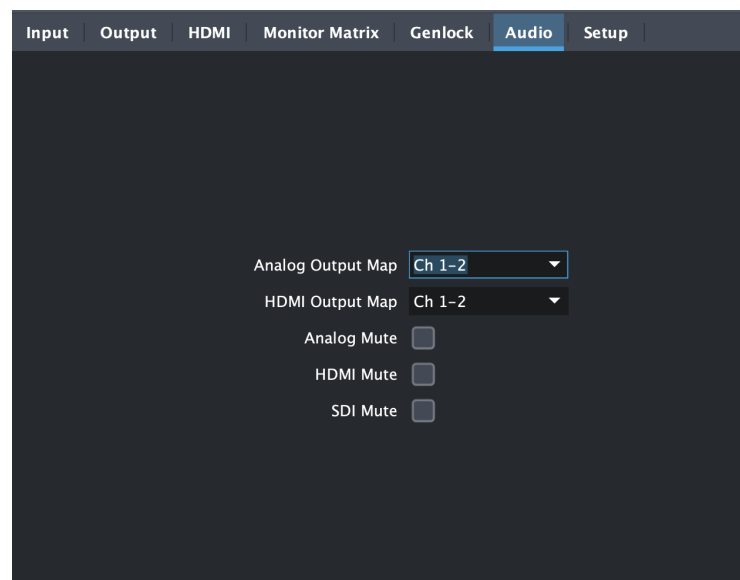 Input Output HDMI Monitor Matrix Genlock Audio Setup
Analog Output Map Ch 1-2
HDMI Output Map Ch 1-2
Analog Mute
HDMI Mute
SDI Mute